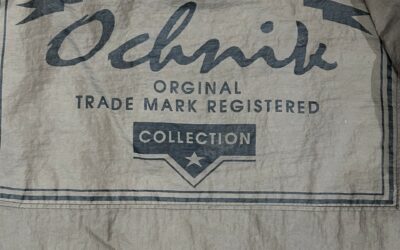 Ochnik
ORGINAL
TRADE MARK REGISTERED
COLLECTION